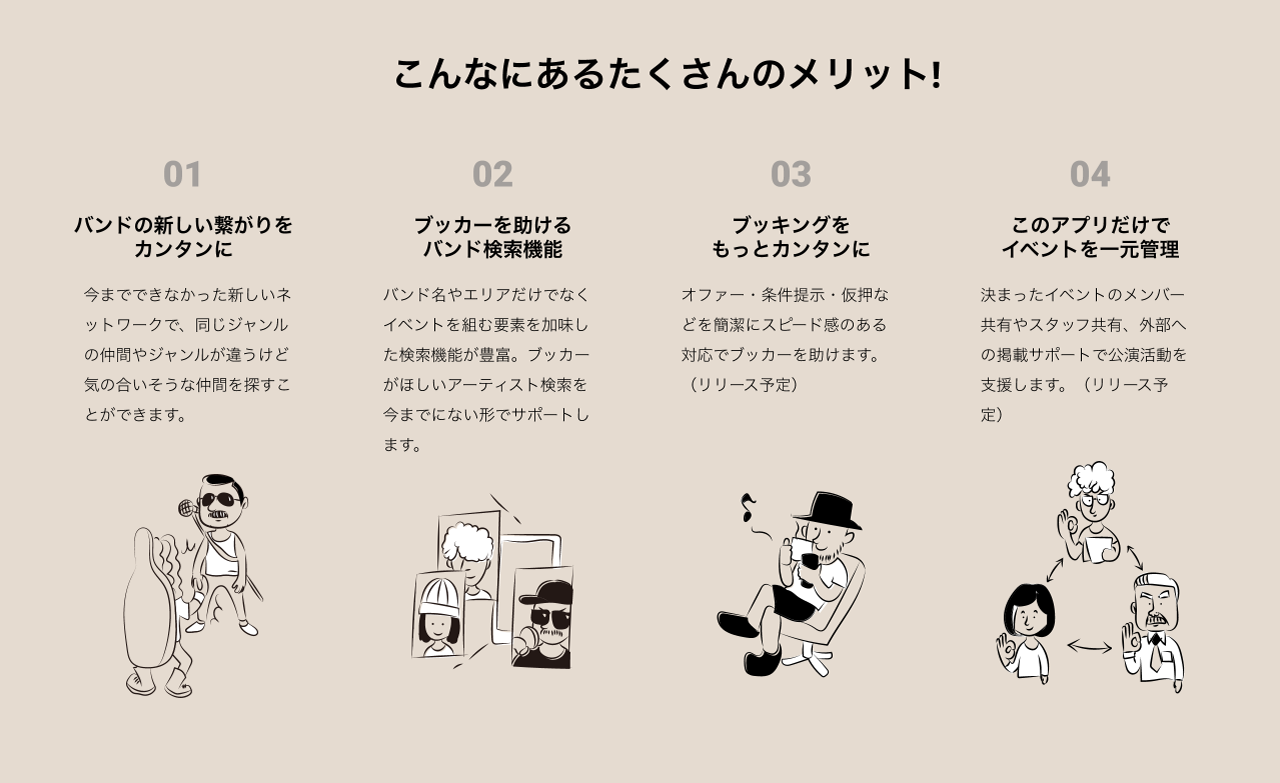 こんなにあるたくさんのメリット!
01
バンドの新しい繋がりを
カンタンに
今までできなかった新しいネ
ットワークで、同じジャンル
の仲間やジャンルが違うけど
気の合いそうな仲間を探すこ
とができます。
02
ブッカーを助ける
バンド検索機能
バンド名やエリアだけでなく
イベントを組む要素を加味し
た検索機能が豊富。ブッカー
がほしいアーティスト検索を
今までにない形でサポートし
ます。
03
ブッキングを
もっとカンタンに
オファー・条件提示・仮押な
どを簡潔にスピード感のある
対応でブッカーを助けます。
（リリース予定）
04
このアプリだけで
イベントを一元管理
決まったイベントのメンバー
共有やスタッフ共有、外部へ
の掲載サポートで公演活動を
支援します。（リリース予
定）